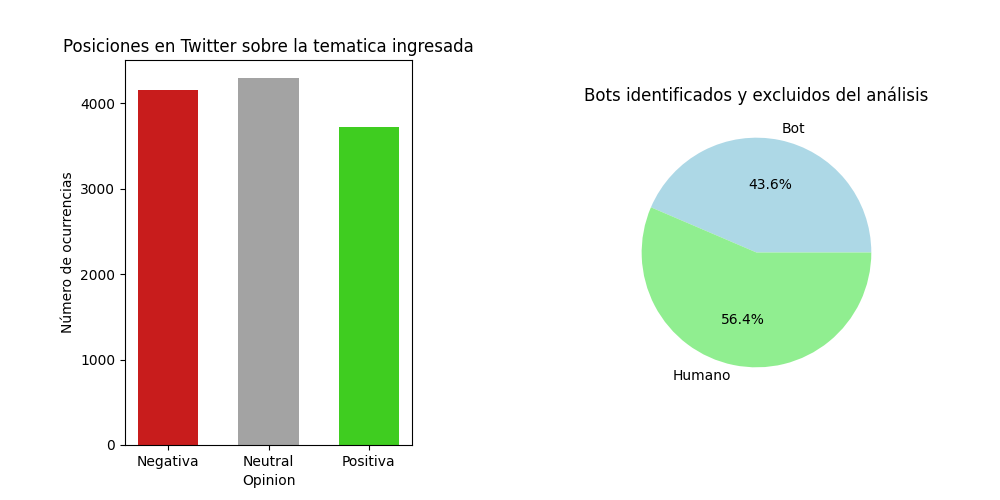 Posiciones en Twitter sobre la tematica ingresada
Número de ocurrencias
4000
3000
2000
1000
0
Negativa
Neutral
Positiva
Opinion
Bots identificados y excluidos del análisis
Bot
43.6%
56.4%
Humano